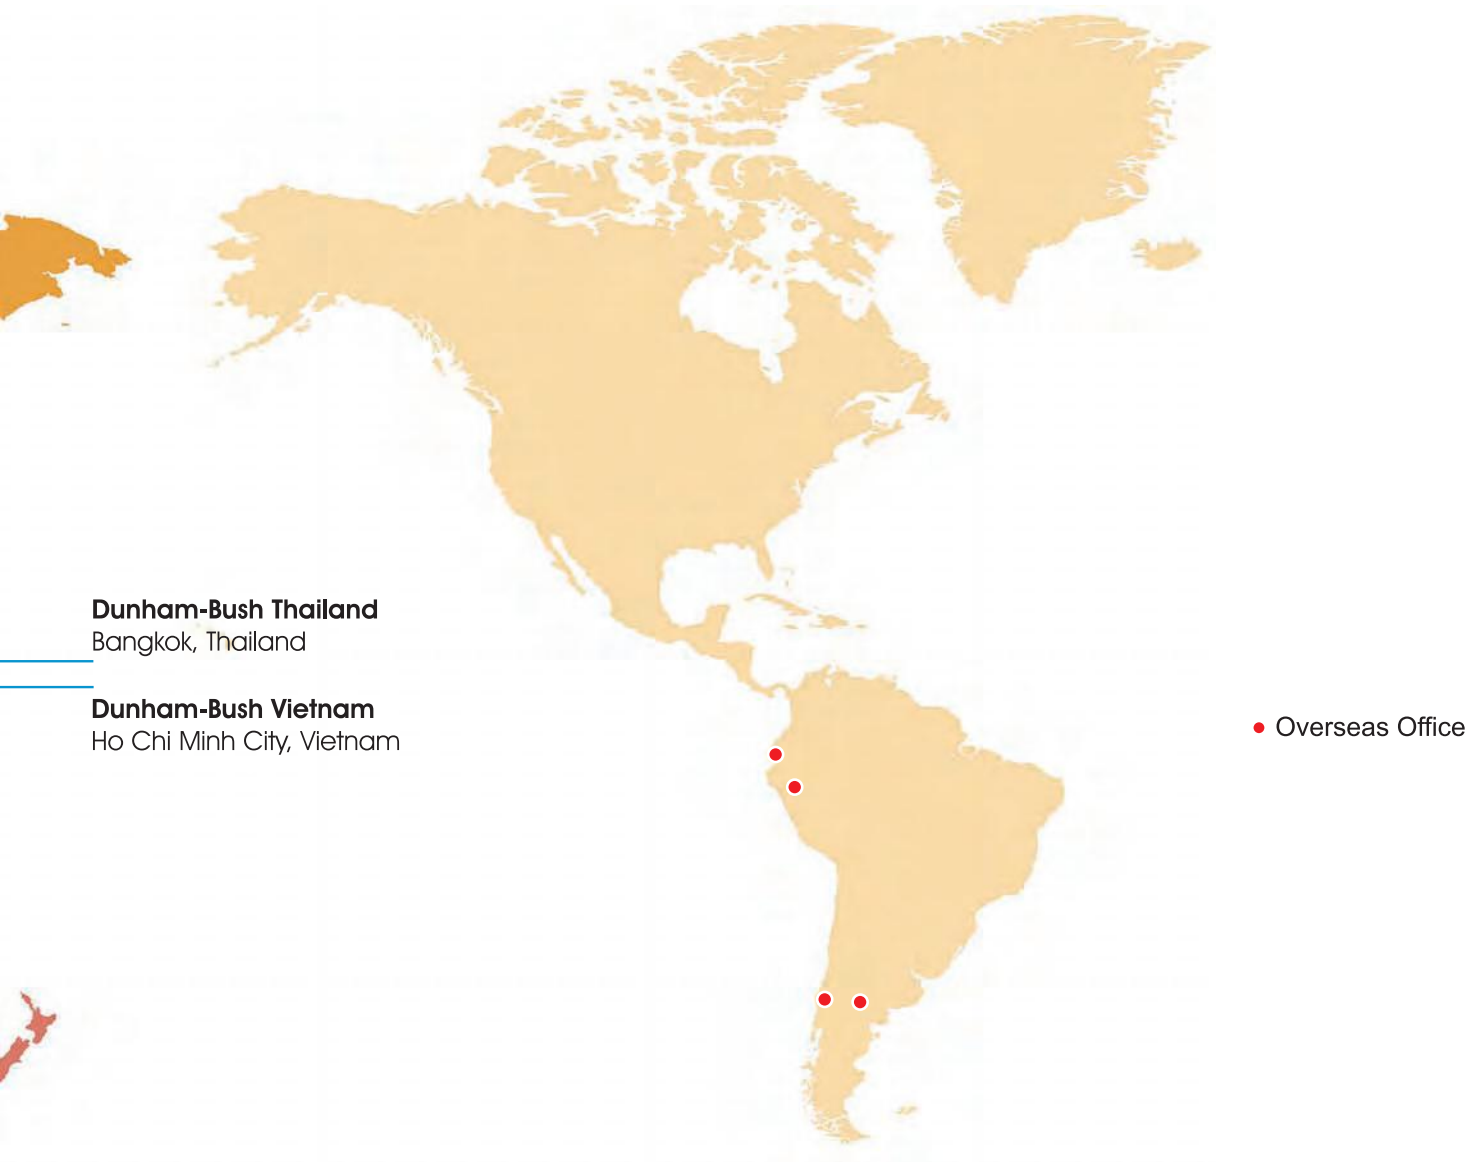 Dunham-Bush Thailand
Bangkok, Thailand
Dunham-Bush Vietnam
Ho Chi Minh City, Vietnam
Overseas Office